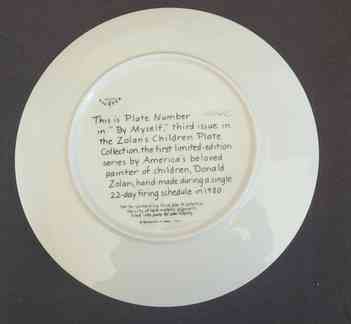 This is Plate Number
in "By Myself," third issue in
the Zolan's Children Plate
Collection, the first limited-edition
series by America's beloved
painter of children, Donald
Zolan, hand-made during a single
22-day firing schedule in 1980